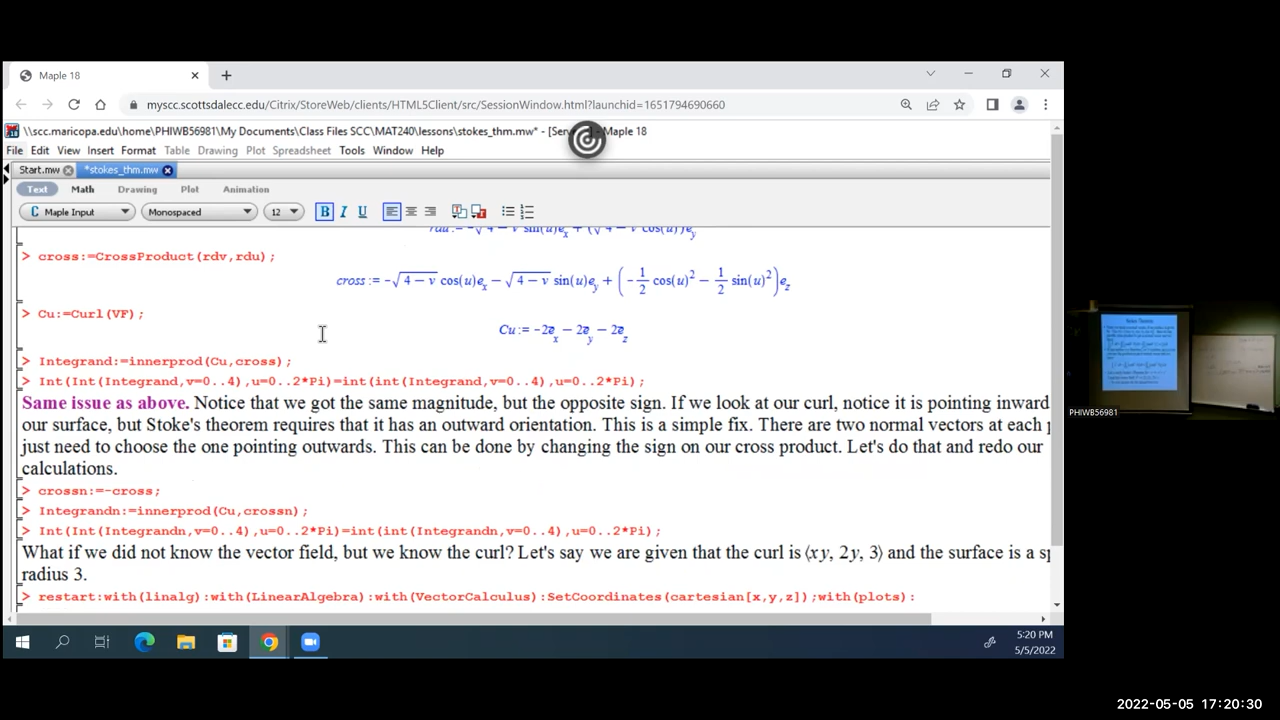 Maple 18
myscc.scottsdalecc.edu/Citrix/StoreWeb/clients/HTML5Client/src/SessionWindow.html?launchid=1651794690660
\\scc.maricopa.edu\home\PHIWB56981\My Documents\Class Files SCC\MAT240\lessons\stokes_thm.mw* - [Serv Maple 18
File Edit View Insert Format Table Drawing Plot Spreadsheet Tools Window Help
Start.mw *stokes_thm.mw
Text Math Drawing Plot Animation
C Maple Input Monospaced 12 B I U
> cross:=CrossProduct(rdv,rdu);
cross := -√(4 − v) cos(u)e_x − √(4 − v) sin(u)e_y + (−1/2 cos(u)² − 1/2 sin(u)²)e_z
> Cu:=Curl(VF);
Cu := -2e_x − 2e_y − 2e_z
> Integrand:=innerprod(Cu,cross);
> Int(Int(Integrand,v=0..4),u=0..2*Pi)=int(int(Integrand,v=0..4),u=0..2*Pi);
Same issue as above. Notice that we got the same magnitude, but the opposite sign. If we look at our curl, notice it is pointing inward
our surface, but Stoke's theorem requires that it has an outward orientation. This is a simple fix. There are two normal vectors at each
just need to choose the one pointing outwards. This can be done by changing the sign on our cross product. Let's do that and redo our
calculations.
> crossn:=-cross;
> Integrandn:=innerprod(Cu,crossn);
> Int(Int(Integrandn,v=0..4),u=0..2*Pi)=int(int(Integrandn,v=0..4),u=0..2*Pi);
What if we did not know the vector field, but we know the curl? Let's say we are given that the curl is ⟨xy, 2y, 3⟩ and the surface is a
radius 3.
> restart:with(linalg):with(LinearAlgebra):with(VectorCalculus):SetCoordinates(cartesian[x,y,z]);with(plots):
5:20 PM
5/5/2022
PHIWB56981
2022-05-05 17:20:30